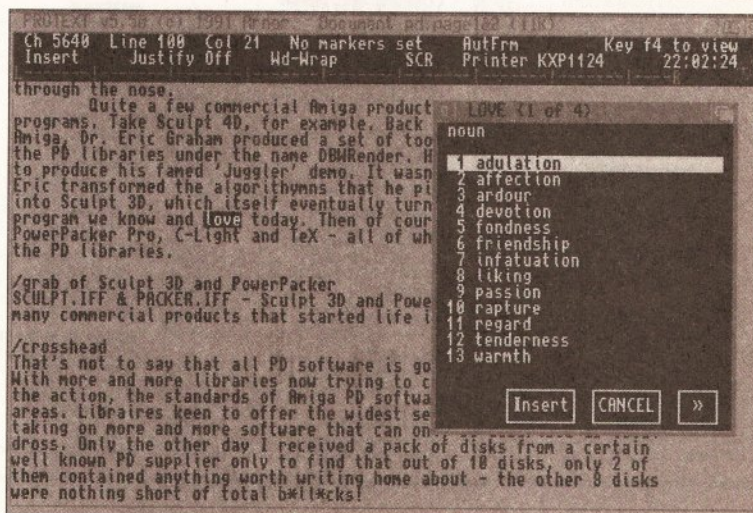 PROTEXT v5.50 (c) 1991 Arnor Document pd.page102 (11K)
Ch 5640 Line 100 Col 21 No markers set AutFrm Key f4 to view
Insert Justify Off Wd-Wrap SCR Printer KXP1124 22:02:24
through the nose.
Quite a few commercial Amiga product
programs. Take Sculpt 4D, for example. Back
Amiga, Dr. Eric Graham produced a set of too
the PD libraries under the name DBWRender. H
to produce his famed 'Juggler' demo. It wasn
Eric transformed the algorithymns that he pi
into Sculpt 3D, which itself eventually turn
program we know and love today. Then of cour
PowerPacker Pro, C-Light and TeX - all of wh
the PD libraries.
/grab of Sculpt 3D and PowerPacker
SCULPT.IFF & PACKER.IFF - Sculpt 3D and Powe
many commercial products that started life i
/crosshead
That's not to say that all PD software is go
With more and more libraries now trying to c
the action, the standards of Amiga PD softwa
areas. Libraires keen to offer the widest se
taking on more and more software that can on
dross. Only the other day I received a pack of disks from a certain
well known PD supplier only to find that out of 10 disks, only 2 of
them contained anything worth writing home about - the other 8 disks
were nothing short of total b*ll*cks!
LOVE (1 of 4)
noun
1 adulation
2 affection
3 ardour
4 devotion
5 fondness
6 friendship
7 infatuation
8 liking
9 passion
10 rapture
11 regard
12 tenderness
13 warmth
Insert CANCEL »